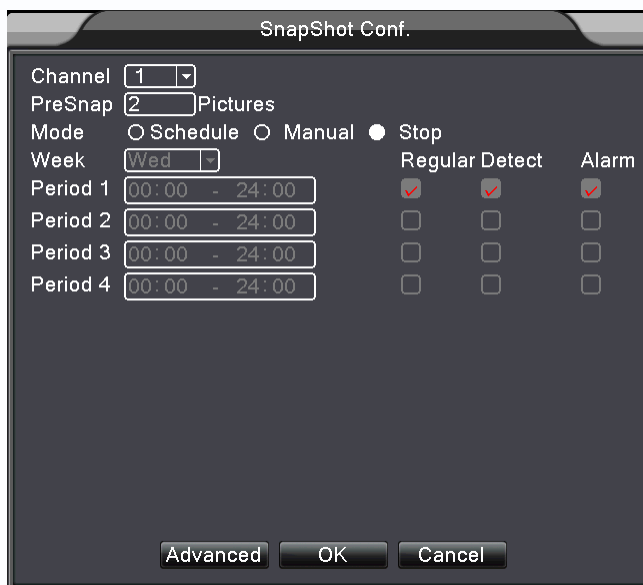 SnapShot Conf.
Channel 1
PreSnap 2 Pictures
Mode Schedule Manual Stop
Week Wed Regular Detect Alarm
Period 1 00:00 - 24:00
Period 2 00:00 - 24:00
Period 3 00:00 - 24:00
Period 4 00:00 - 24:00
Advanced OK Cancel